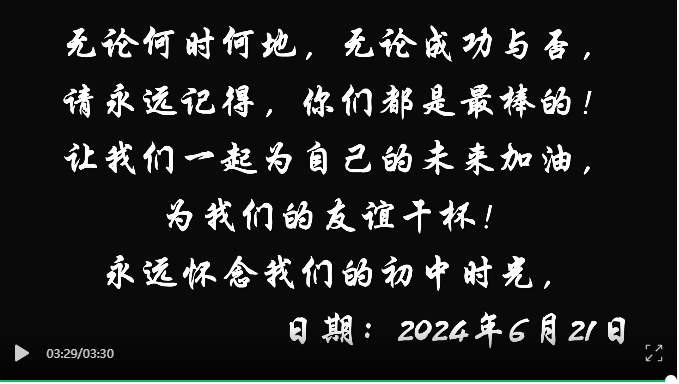 无论何时何地，无论成功与否，
请永远记得，你们都是最棒的！
让我们一起为自己的未来加油，
为我们的友谊干杯！
永远怀念我们的初中时光，
日期：2024年6月21日
03:29/03:30